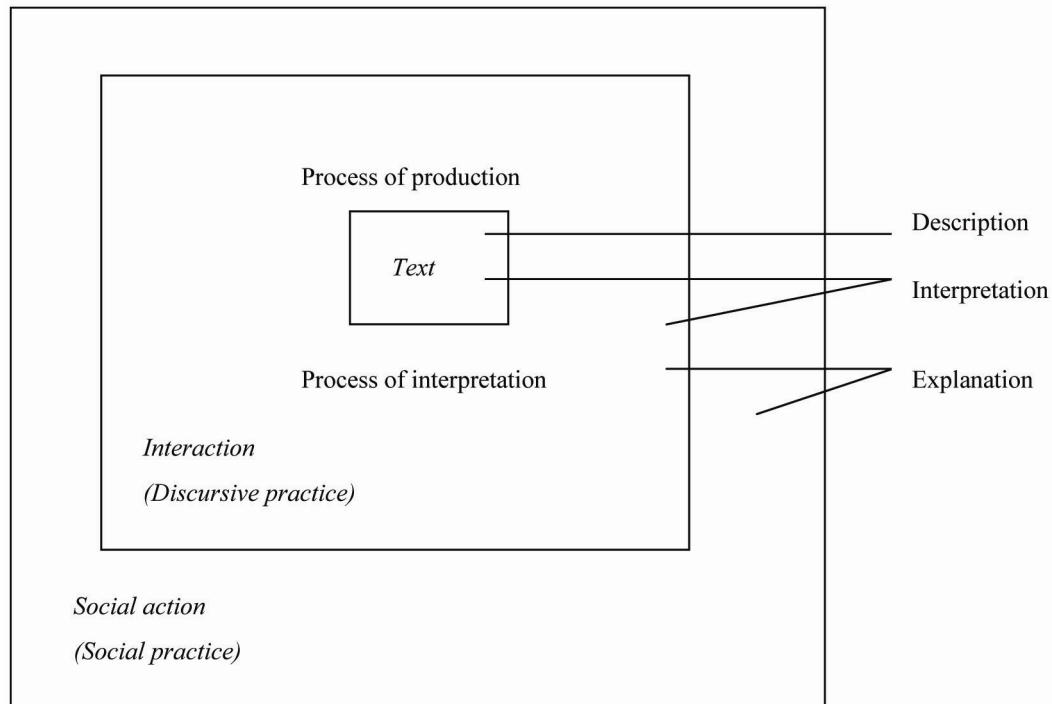 Process of production
Description
Text
Interpretation
Process of interpretation
Explanation
Interaction
(Discursive practice)
Social action
(Social practice)